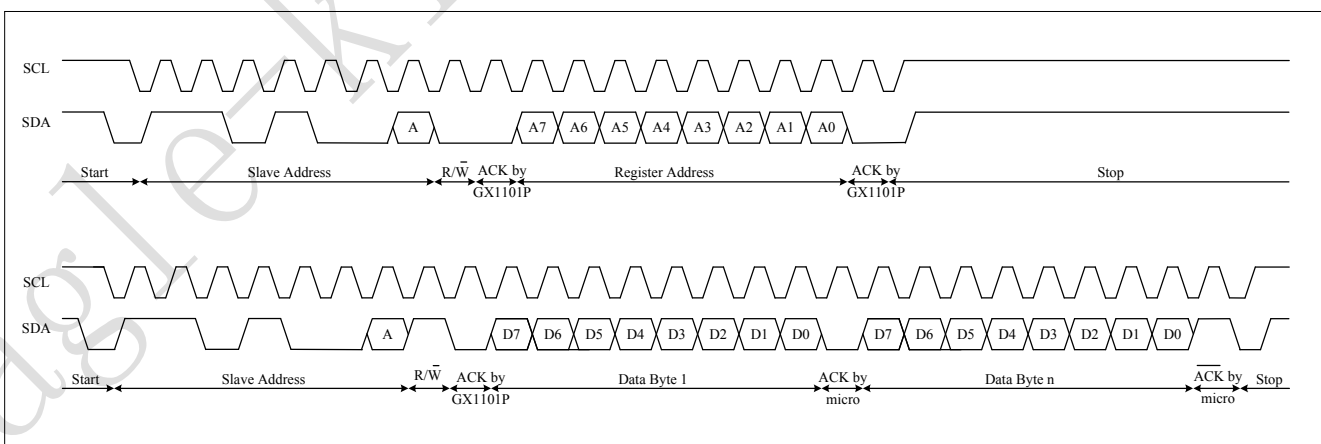 SCL
SDA
A A7 A6 A5 A4 A3 A2 A1 A0
Start Slave Address R/W̅ ACK by GX1101P Register Address ACK by GX1101P Stop
SCL
SDA
A D7 D6 D5 D4 D3 D2 D1 D0 D7 D6 D5 D4 D3 D2 D1 D0
Start Slave Address R/W̅ ACK by GX1101P Data Byte 1 ACK by micro Data Byte n A̅C̅K̅ by micro Stop